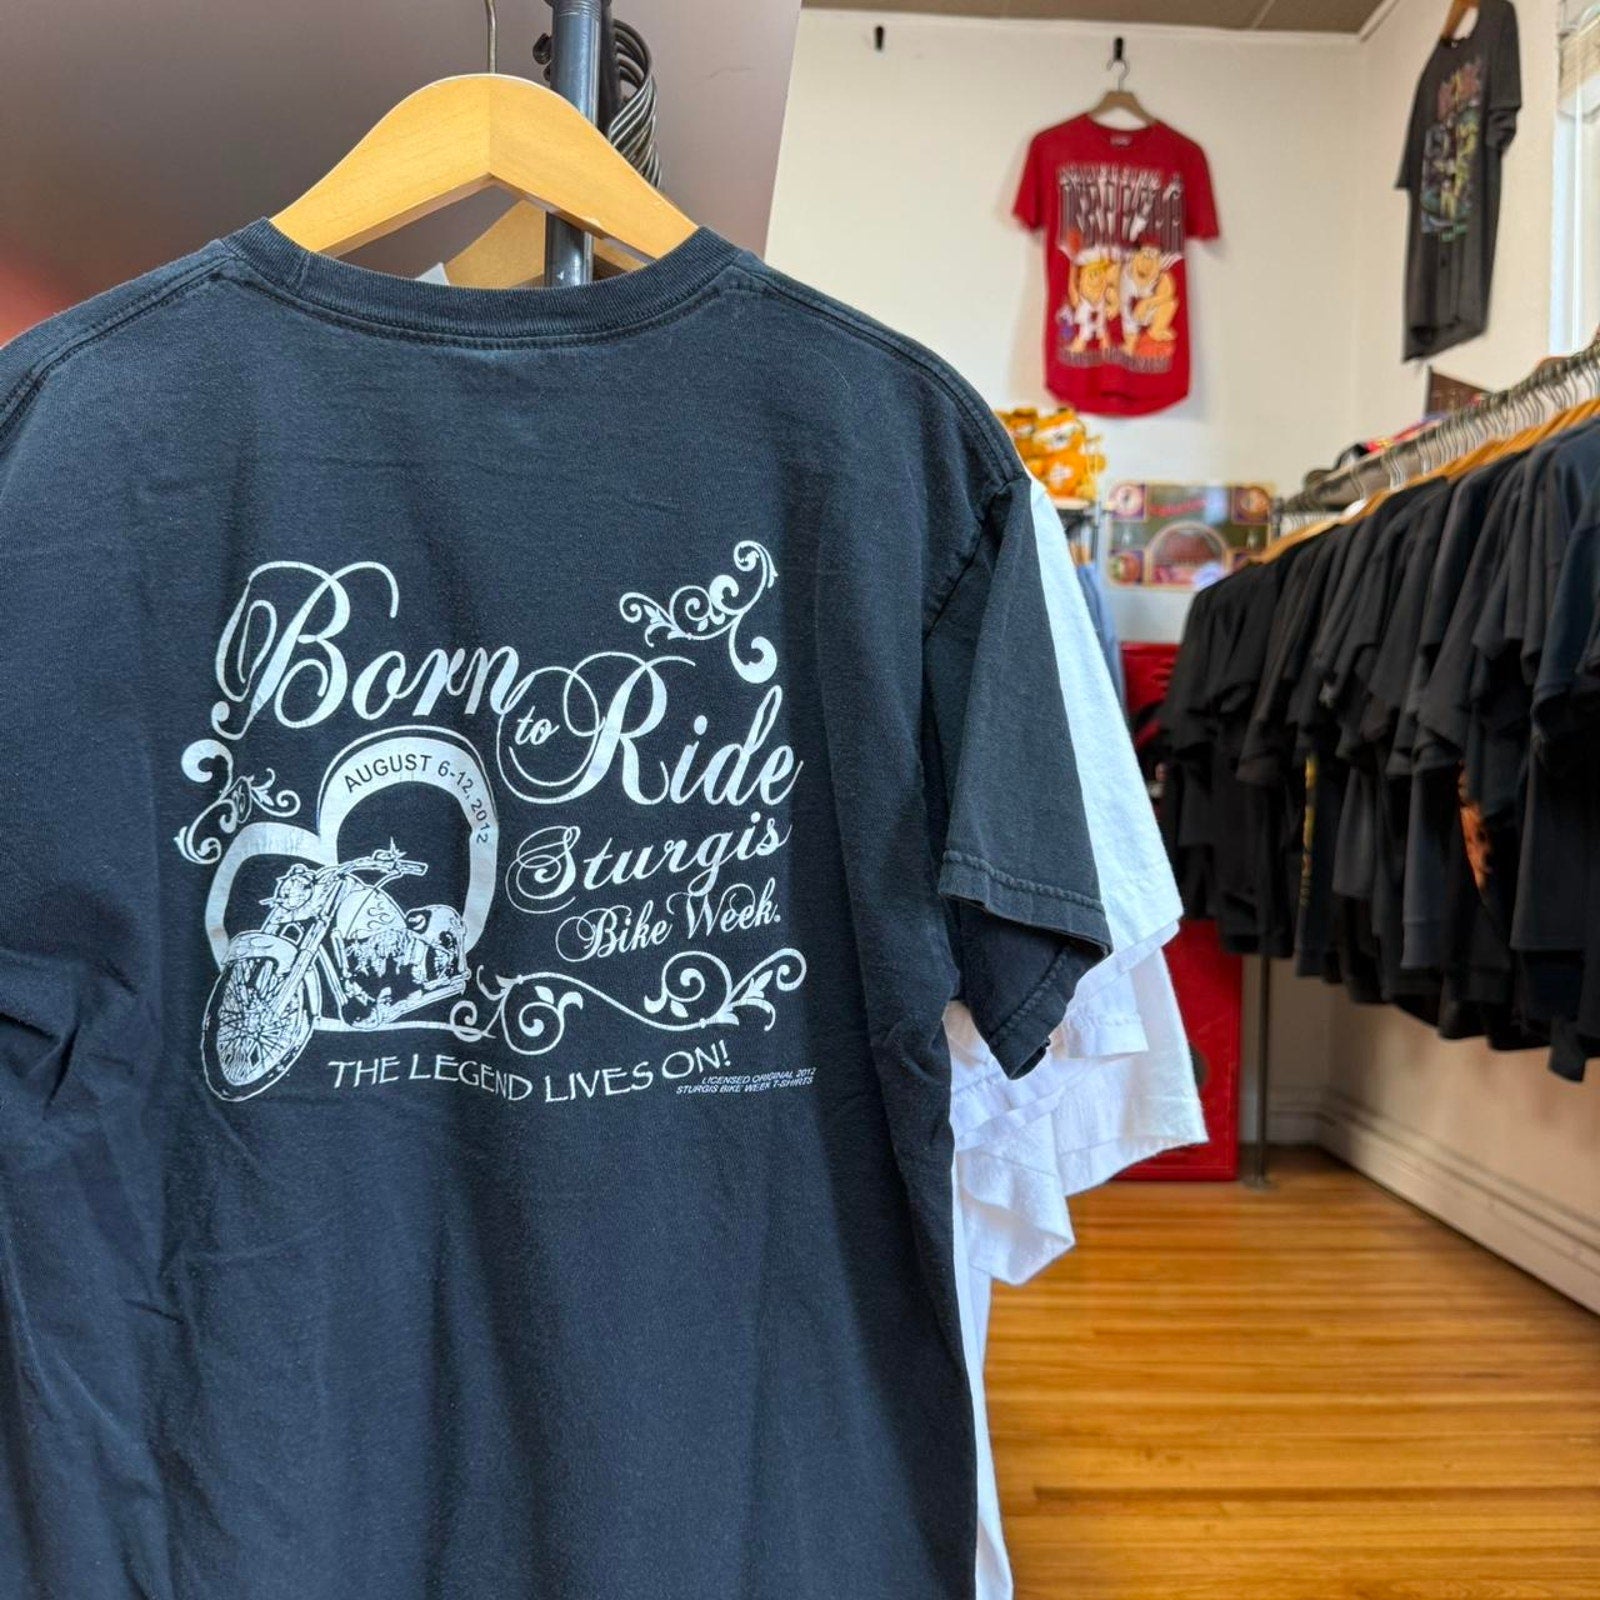 Born
to Ride
AUGUST 6-12, 2012
Sturgis
Bike Week.
THE LEGEND LIVES ON!
LICENSED ORIGINAL 2012
STURGIS BIKE WEEK T-SHIRTS